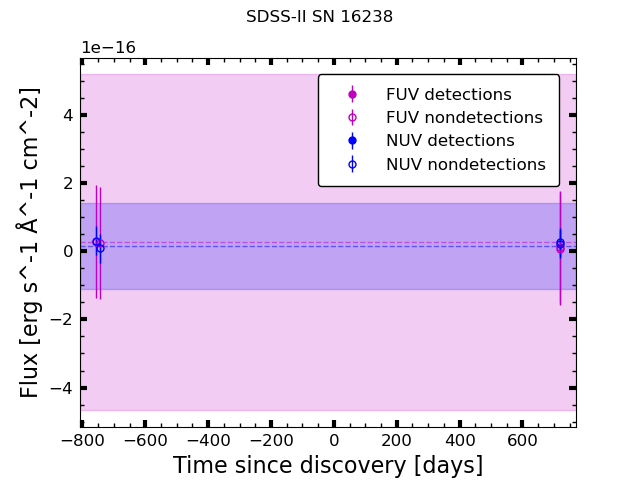 SDSS-II SN 16238
1e−16
FUV detections
FUV nondetections
NUV detections
NUV nondetections
4
2
0
−2
−4
Flux [erg s^-1 Å^-1 cm^-2]
−800 −600 −400 −200 0 200 400 600
Time since discovery [days]